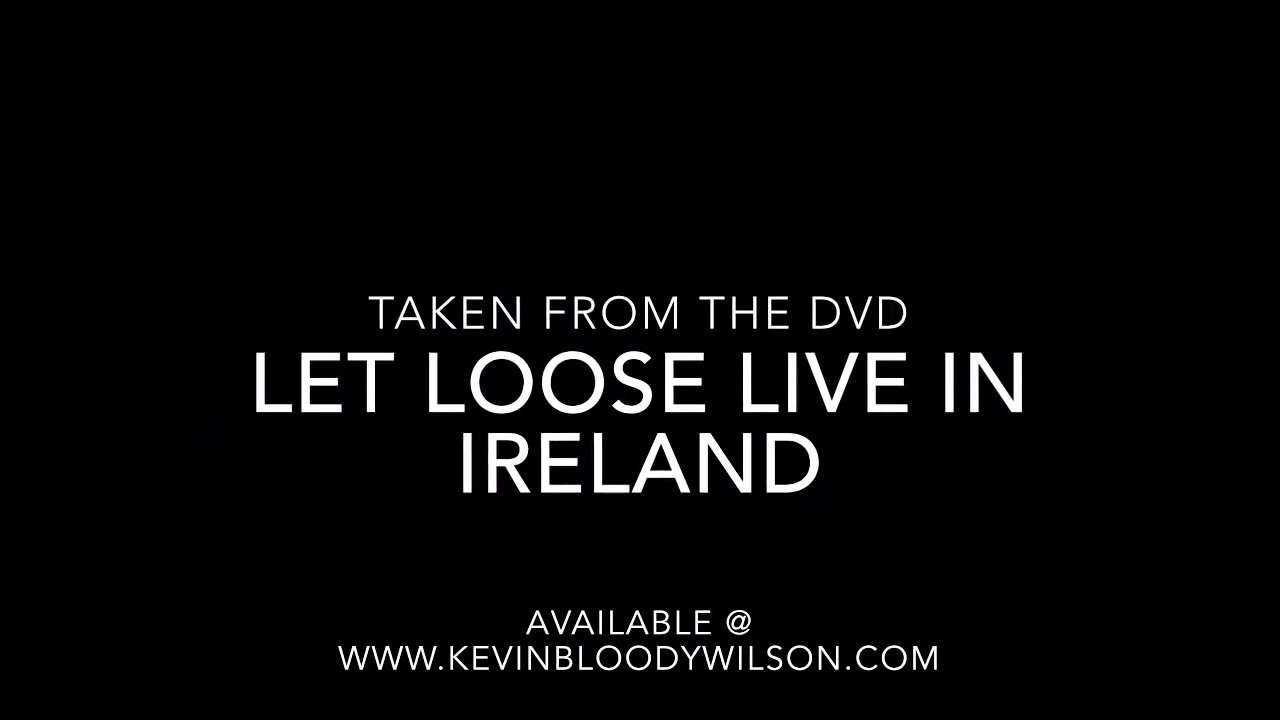 TAKEN FROM THE DVD
LET LOOSE LIVE IN
IRELAND
AVAILABLE @
WWW.KEVINBLOODYWILSON.COM